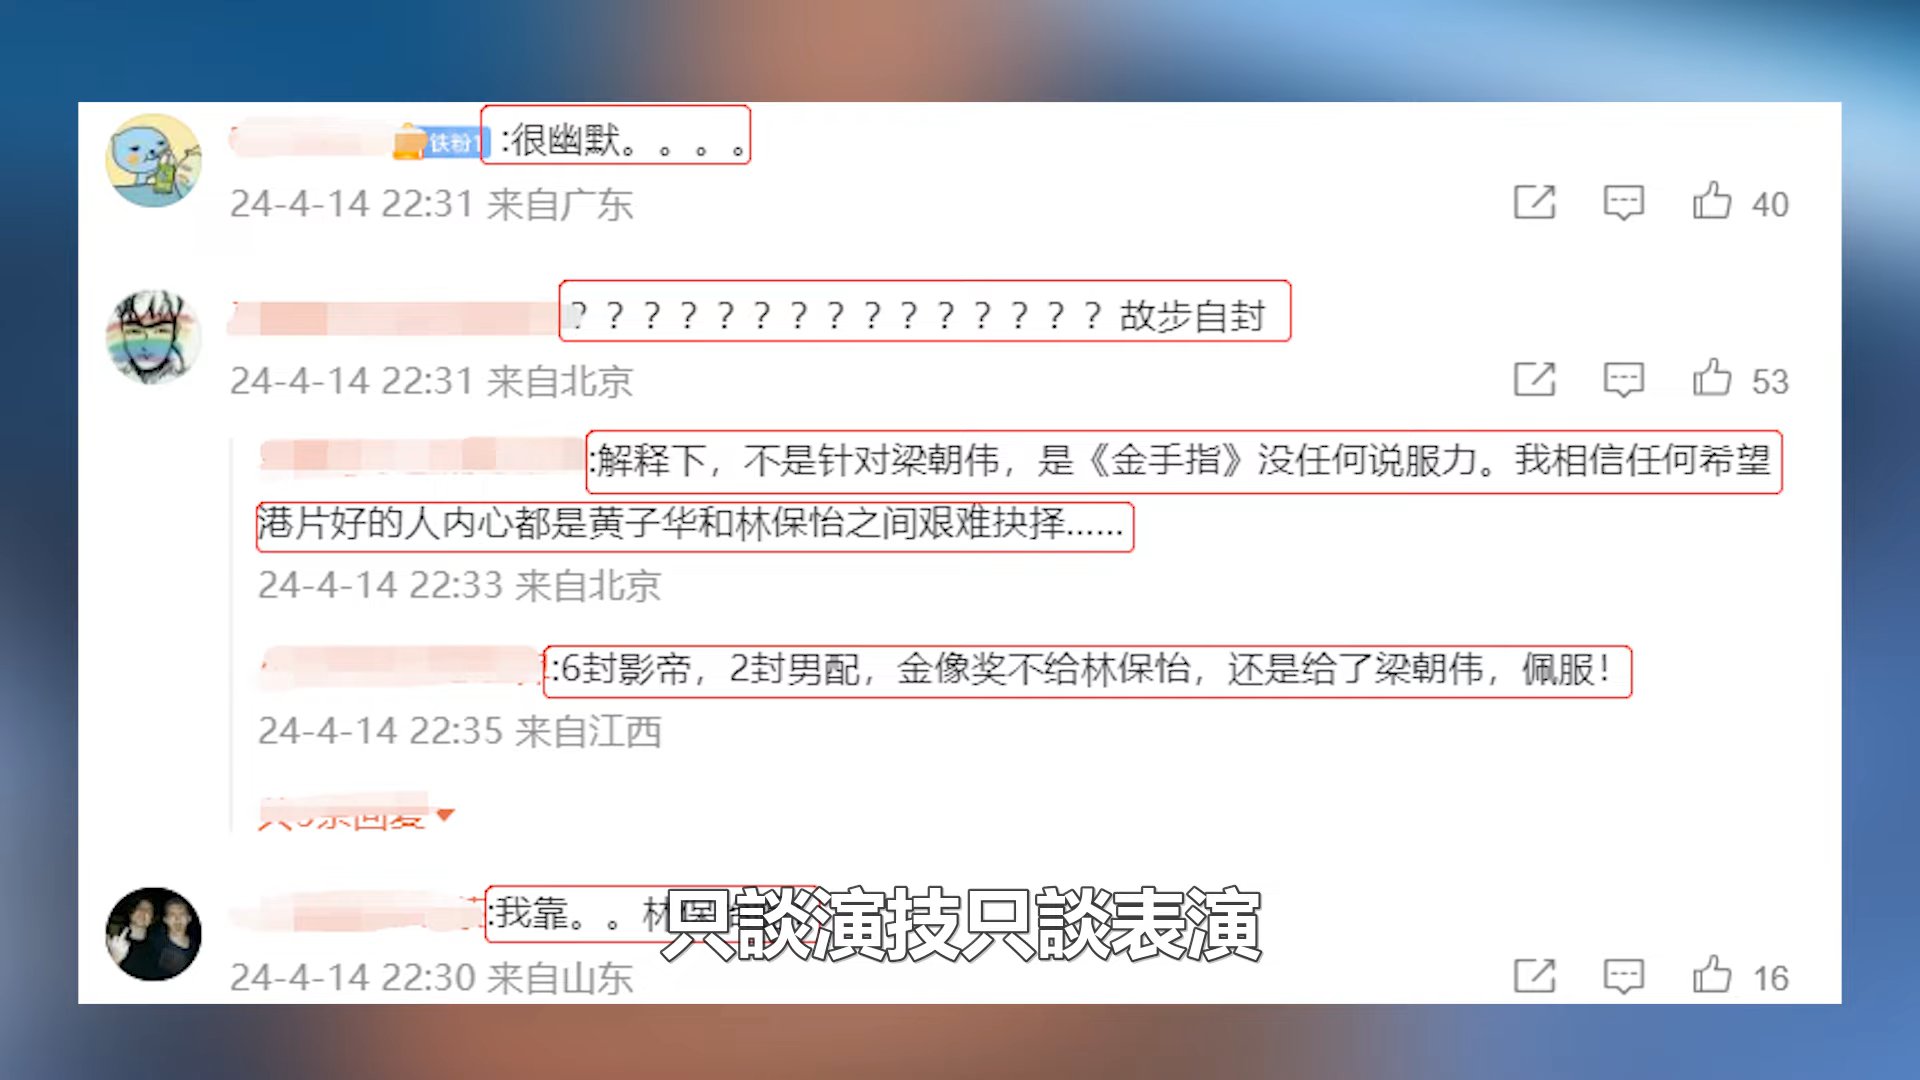 铁粉
:很幽默。。。。
24-4-14 22:31 来自广东
40
？？？？？？？？？？？？？？？故步自封
24-4-14 22:31 来自北京
53
:解释下，不是针对梁朝伟，是《金手指》没任何说服力。我相信任何希望
港片好的人内心都是黄子华和林保怡之间艰难抉择......
24-4-14 22:33 来自北京
:6封影帝，2封男配，金像奖不给林保怡，还是给了梁朝伟，佩服！
24-4-14 22:35 来自江西
:我靠。。林保怡
只談演技只談表演
24-4-14 22:30 来自山东
16